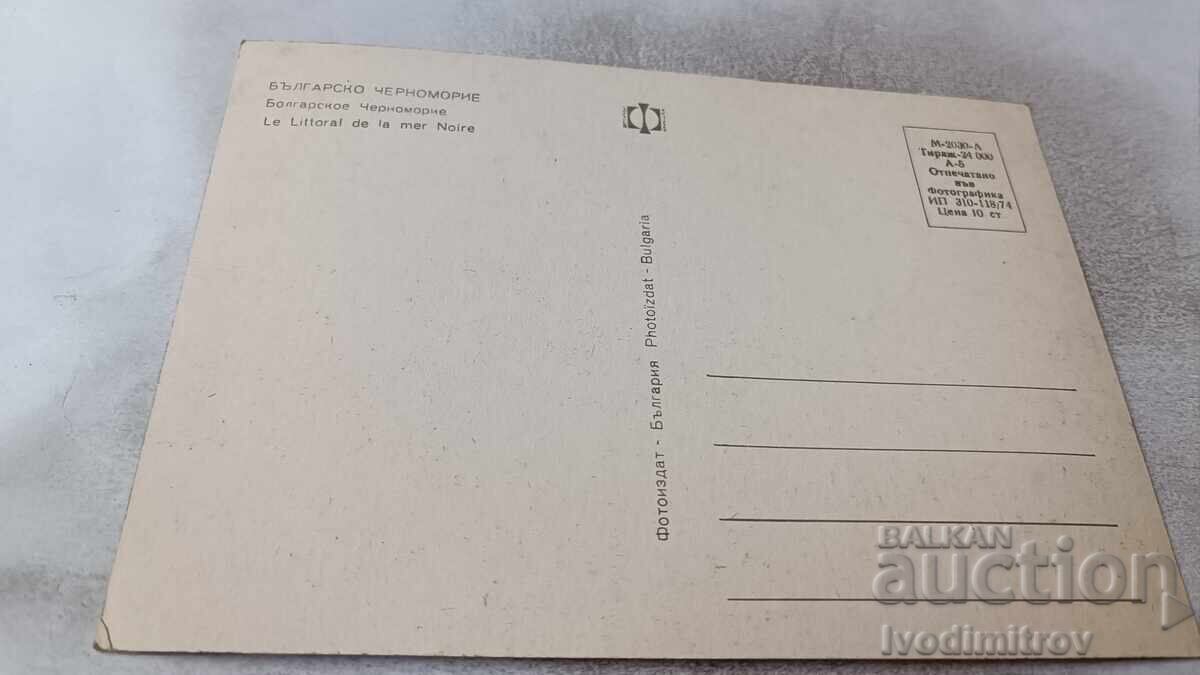 БЪЛГАРСКО ЧЕРНОМОРИЕ
Болгарское Черноморие
Le Littoral de la mer Noire
М-2030-А
Тираж-24 000
А-5
Отпечатано
във
Фотографика
ИП 310-118/74
Цена 10 ст
Фотоиздат - България Photoizdat - Bulgaria
BALKAN
auction
Ivodimitrov